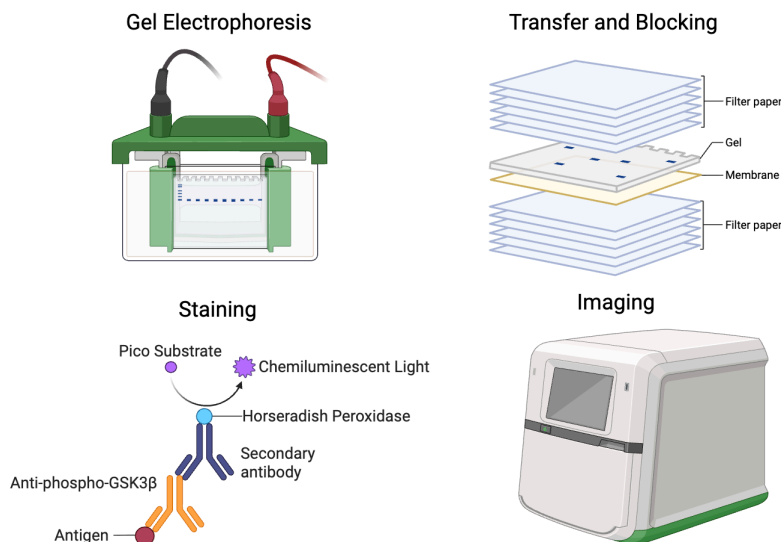 Gel Electrophoresis
Transfer and Blocking
Filter paper
Gel
Membrane
Filter paper
Staining
Pico Substrate
Chemiluminescent Light
Horseradish Peroxidase
Secondary
antibody
Anti-phospho-GSK3β
Antigen
Imaging